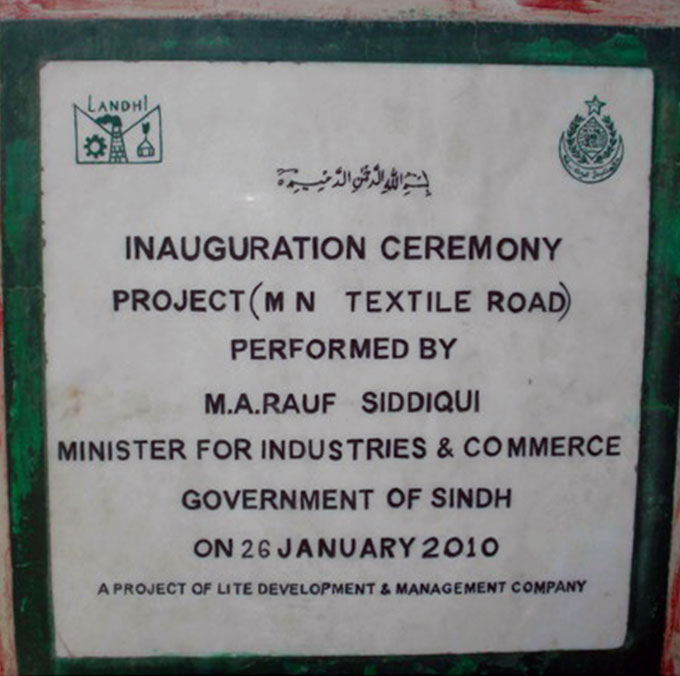 LANDHI
بسم اللہ الرحمن الرحیم
INAUGURATION CEREMONY
PROJECT (M N TEXTILE ROAD)
PERFORMED BY
M.A.RAUF SIDDIQUI
MINISTER FOR INDUSTRIES & COMMERCE
GOVERNMENT OF SINDH
ON 26 JANUARY 2010
A PROJECT OF LITE DEVELOPMENT & MANAGEMENT COMPANY